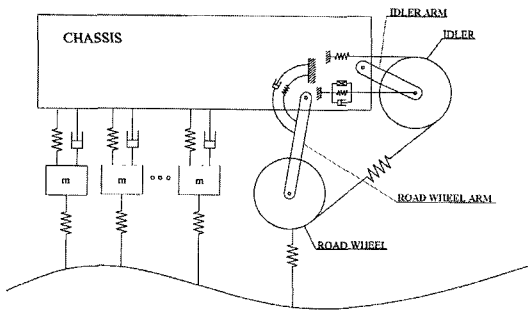 IDLER ARM
IDLER
CHASSIS
m
m
m
ROAD WHEEL ARM
ROAD WHEEL